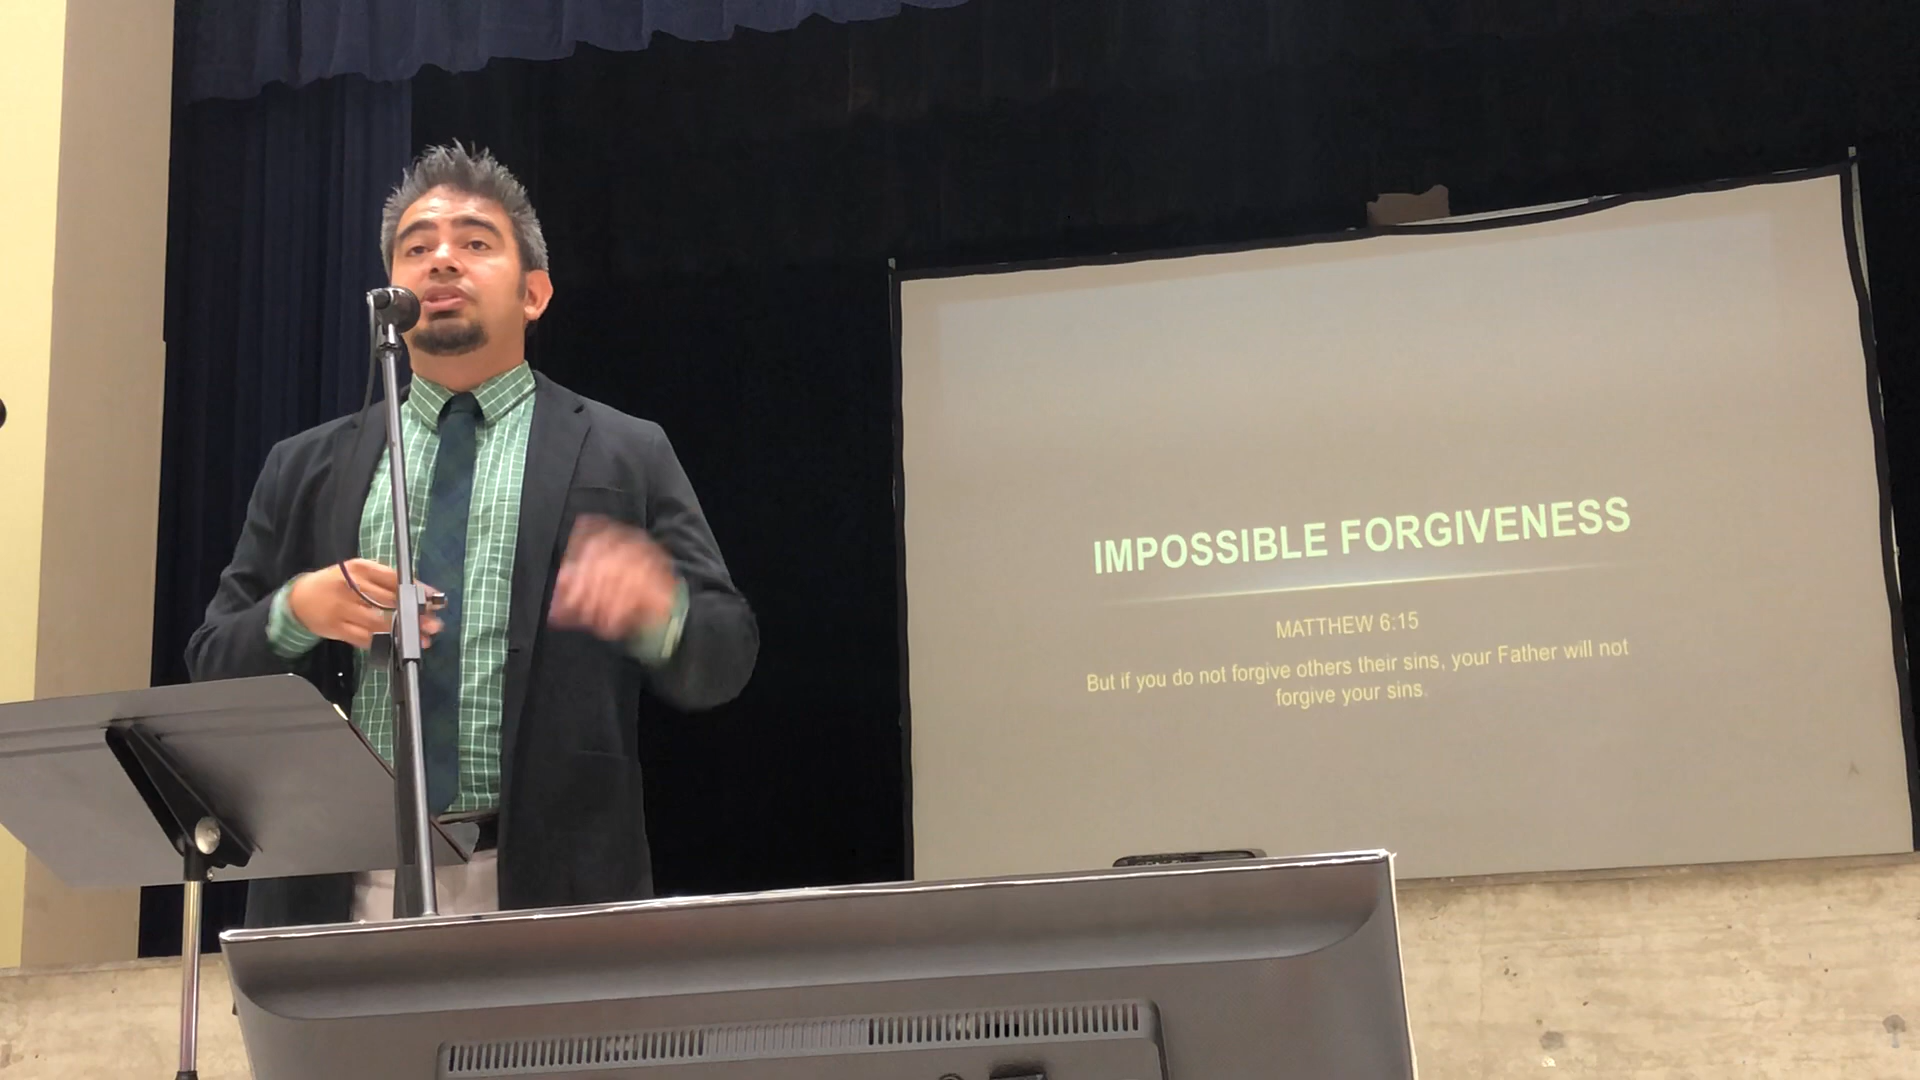 IMPOSSIBLE FORGIVENESS
MATTHEW 6:15
But if you do not forgive others their sins, your Father will not
forgive your sins.